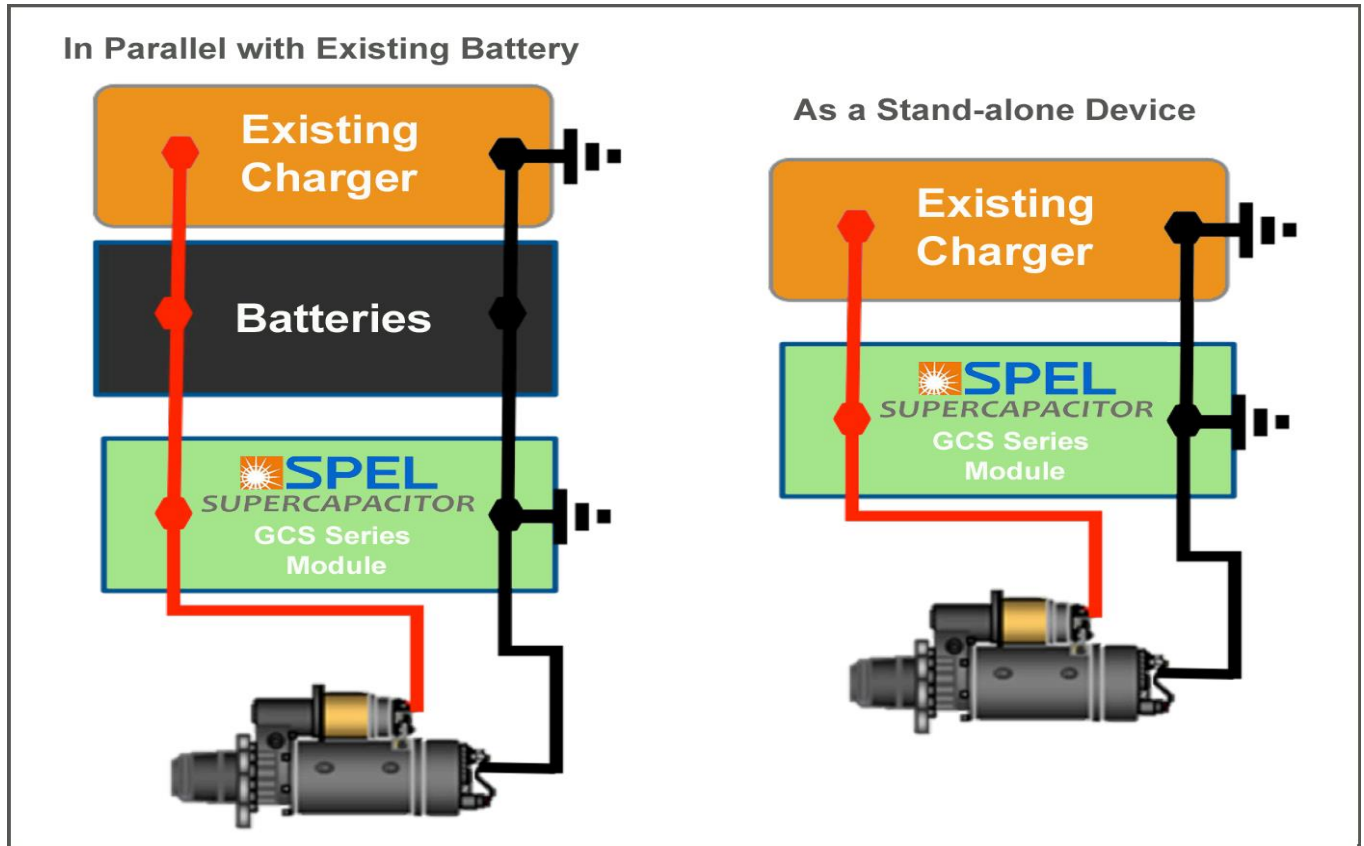 In Parallel with Existing Battery
Existing
Charger
Batteries
SPEL
SUPERCAPACITOR
GCS Series
Module
As a Stand-alone Device
Existing
Charger
SPEL
SUPERCAPACITOR
GCS Series
Module